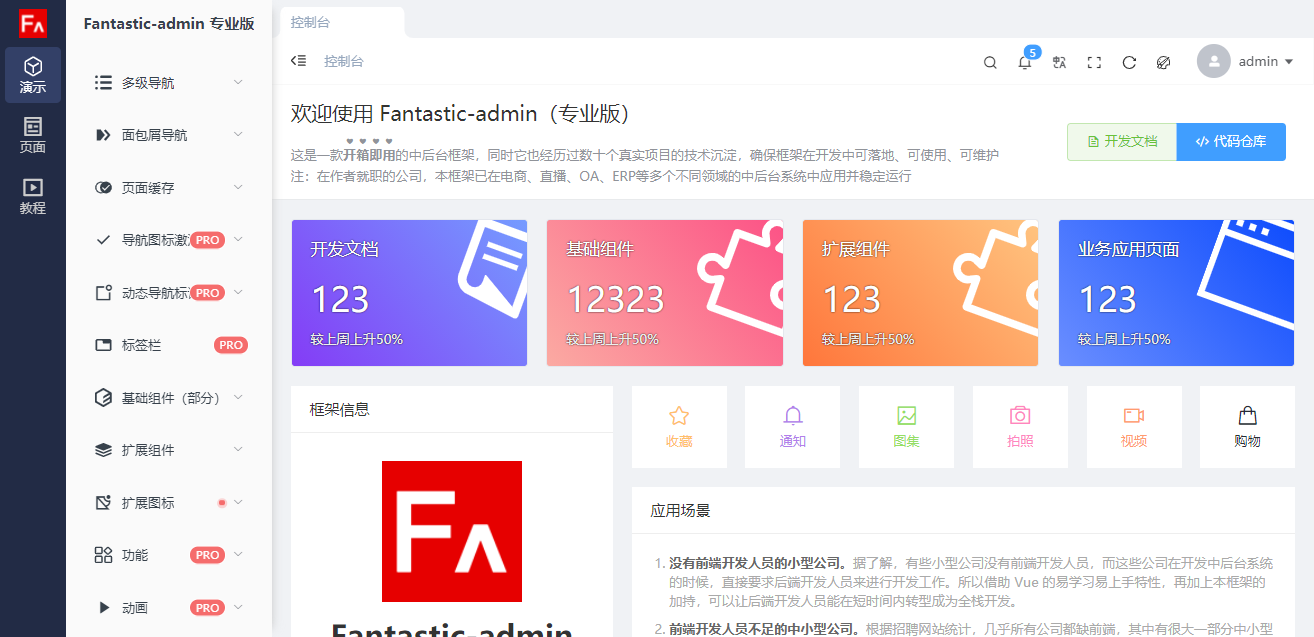 FA
演示
页面
教程
Fantastic-admin 专业版
多级导航
面包屑导航
页面缓存
导航图标激 PRO
动态导航标 PRO
标签栏 PRO
基础组件（部分）
扩展组件
扩展图标
功能 PRO
动画 PRO
控制台
控制台
5
admin
欢迎使用 Fantastic-admin（专业版）
这是一款开箱即用的中后台框架，同时它也经历过数十个真实项目的技术沉淀，确保框架在开发中可落地、可使用、可维护
注：在作者就职的公司，本框架已在电商、直播、OA、ERP等多个不同领域的中后台系统中应用并稳定运行
开发文档
代码仓库
开发文档
123
较上周上升50%
基础组件
12323
较上周上升50%
扩展组件
123
较上周上升50%
业务应用页面
123
较上周上升50%
框架信息
FA
Fantastic-admin
收藏
通知
图集
拍照
视频
购物
应用场景
1. 没有前端开发人员的小型公司。据了解，有些小型公司没有前端开发人员，而这些公司在开发中后台系统
的时候，直接要求后端开发人员来进行开发工作。所以借助 Vue 的易学习易上手特性，再加上本框架的
加持，可以让后端开发人员能在短时间内转型成为全栈开发。
2. 前端开发人员不足的中小型公司。根据招聘网站统计，几乎所有公司都缺前端，其中有很大一部分中小型